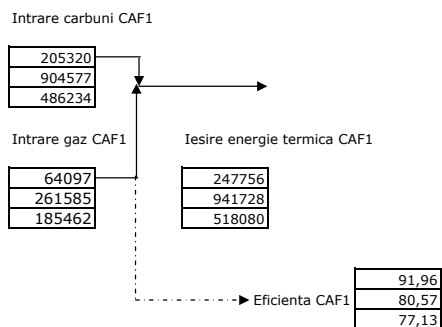 Intrare carbuni CAF1
205320
904577
486234
Intrare gaz CAF1 Iesire energie termica CAF1
64097 247756
261585 941728
185462 518080
91,96
Eficienta CAF1 80,57
77,13